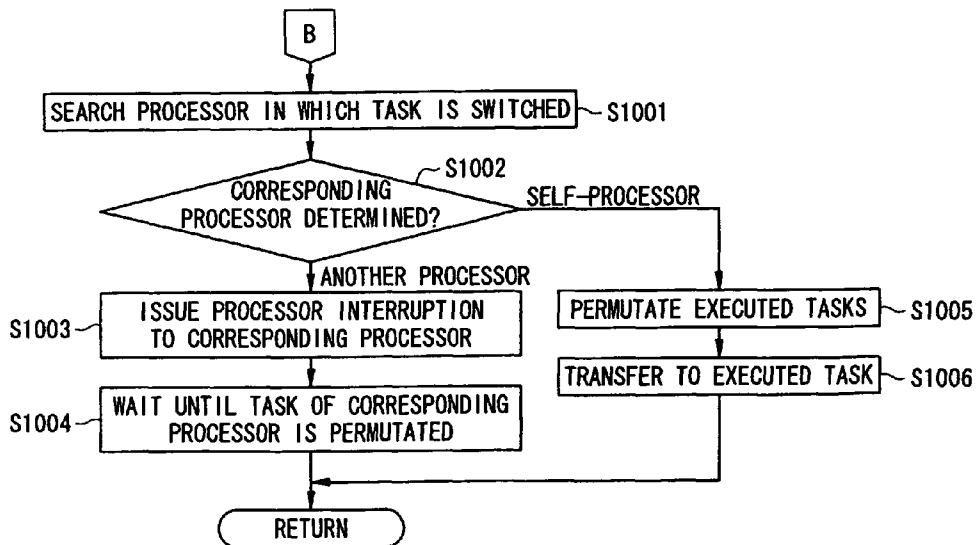 B
SEARCH PROCESSOR IN WHICH TASK IS SWITCHED
S1001
S1002
CORRESPONDING
PROCESSOR DETERMINED?
SELF-PROCESSOR
ANOTHER PROCESSOR
S1003
ISSUE PROCESSOR INTERRUPTION
TO CORRESPONDING PROCESSOR
PERMUTATE EXECUTED TASKS
S1005
TRANSFER TO EXECUTED TASK
S1006
S1004
WAIT UNTIL TASK OF CORRESPONDING
PROCESSOR IS PERMUTATED
RETURN